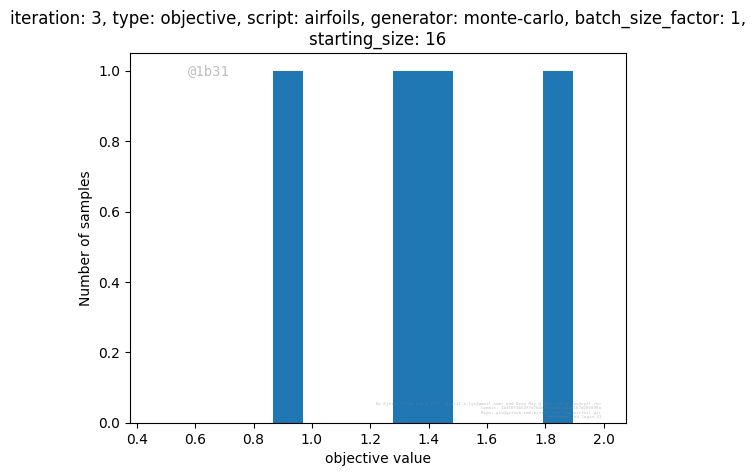 iteration: 3, type: objective, script: airfoils, generator: monte-carlo, batch_size_factor: 1,
starting_size: 16
@1b31
1.0
0.8
0.6
0.4
0.2
0.0
Number of samples
0.4 0.6 0.8 1.0 1.2 1.4 1.6 1.8 2.0
objective value